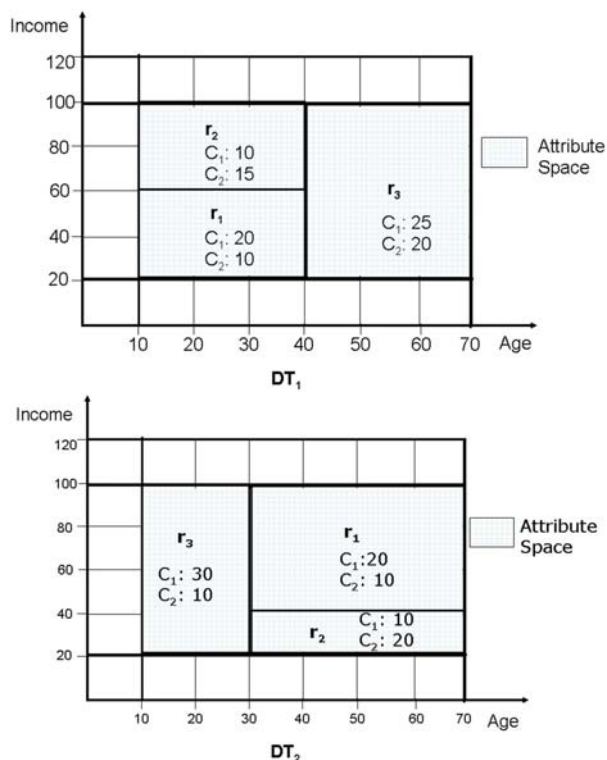 Income
120
100
80
60
40
20
r₂
C₁: 10
C₂: 15
r₁
C₁: 20
C₂: 10
r₃
C₁: 25
C₂: 20
Attribute
Space
10 20 30 40 50 60 70 Age
DT₁
Income
120
100
80
60
40
20
r₃
C₁: 30
C₂: 10
r₁
C₁:20
C₂: 10
r₂
C₁: 10
C₂: 20
Attribute
Space
10 20 30 40 50 60 70 Age
DT₂